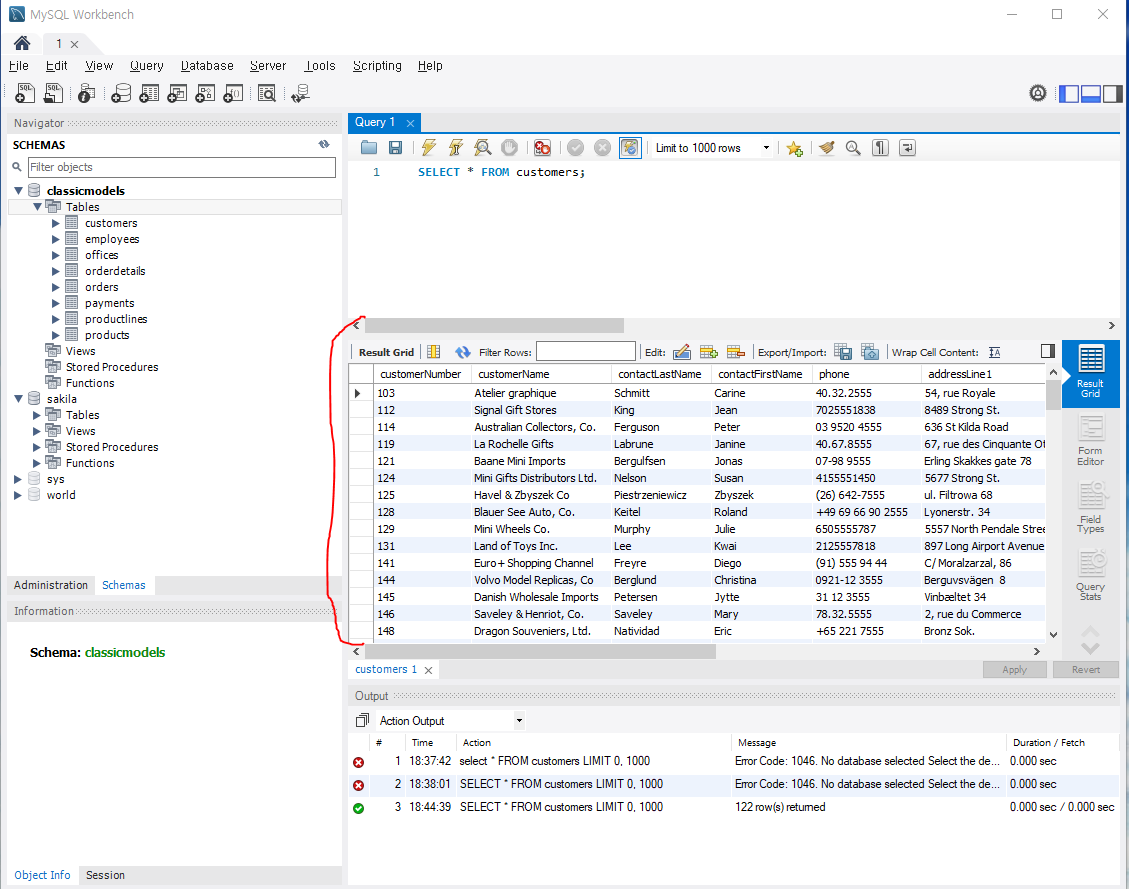 MySQL Workbench
1
File Edit View Query Database Server Tools Scripting Help
Navigator
SCHEMAS
Filter objects
classicmodels
Tables
customers
employees
offices
orderdetails
orders
payments
productlines
products
Views
Stored Procedures
Functions
sakila
Tables
Views
Stored Procedures
Functions
sys
world
Administration Schemas
Information
Schema: classicmodels
Object Info Session
Query 1
Limit to 1000 rows
1 SELECT * FROM customers;
Result Grid Filter Rows: Edit: Export/Import: Wrap Cell Content:
customerNumber customerName contactLastName contactFirstName phone addressLine1
103 Atelier graphique Schmitt Carine 40.32.2555 54, rue Royale
112 Signal Gift Stores King Jean 7025551838 8489 Strong St.
114 Australian Collectors, Co. Ferguson Peter 03 9520 4555 636 St Kilda Road
119 La Rochelle Gifts Labrune Janine 40.67.8555 67, rue des Cinquante Ot
121 Baane Mini Imports Bergulfsen Jonas 07-98 9555 Erling Skakkes gate 78
124 Mini Gifts Distributors Ltd. Nelson Susan 4155551450 5677 Strong St.
125 Havel & Zbyszek Co Piestrzeniewicz Zbyszek (26) 642-7555 ul. Filtrowa 68
128 Blauer See Auto, Co. Keitel Roland +49 69 66 90 2555 Lyonerstr. 34
129 Mini Wheels Co. Murphy Julie 6505555787 5557 North Pendale Stree
131 Land of Toys Inc. Lee Kwai 2125557818 897 Long Airport Avenue
141 Euro+ Shopping Channel Freyre Diego (91) 555 94 44 C/ Moralzarzal, 86
144 Volvo Model Replicas, Co Berglund Christina 0921-12 3555 Berguvsvägen 8
145 Danish Wholesale Imports Petersen Jytte 31 12 3555 Vinbæltet 34
146 Saveley & Henriot, Co. Saveley Mary 78.32.5555 2, rue du Commerce
148 Dragon Souveniers, Ltd. Natividad Eric +65 221 7555 Bronz Sok.
Result
Grid
Form
Editor
Field
Types
Query
Stats
customers 1
Apply Revert
Output
Action Output
# Time Action Message Duration / Fetch
1 18:37:42 select * FROM customers LIMIT 0, 1000 Error Code: 1046. No database selected Select the de... 0.000 sec
2 18:38:01 SELECT * FROM customers LIMIT 0, 1000 Error Code: 1046. No database selected Select the de... 0.000 sec
3 18:44:39 SELECT * FROM customers LIMIT 0, 1000 122 row(s) returned 0.000 sec / 0.000 sec